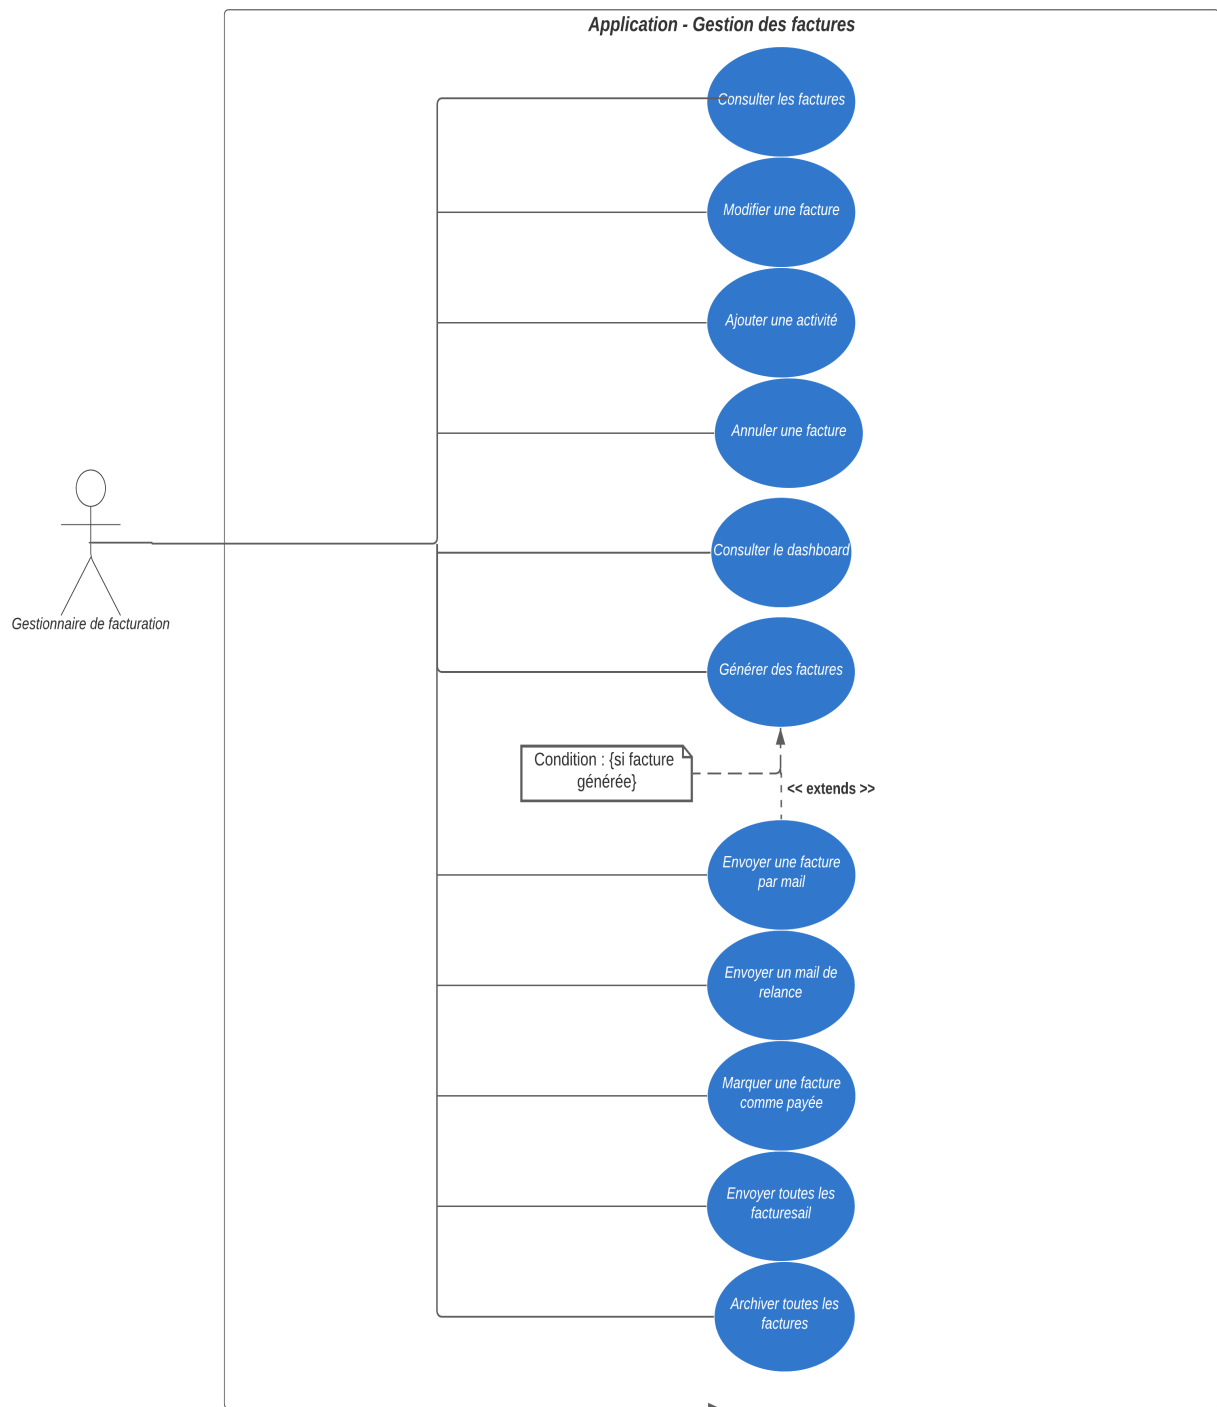 Application - Gestion des factures
Consulter les factures
Modifier une facture
Ajouter une activité
Annuler une facture
Consulter le dashboard
Gestionnaire de facturation
Générer des factures
Condition : {si facture
générée}
<< extends >>
Envoyer une facture
par mail
Envoyer un mail de
relance
Marquer une facture
comme payée
Envoyer toutes les
facturesail
Archiver toutes les
factures